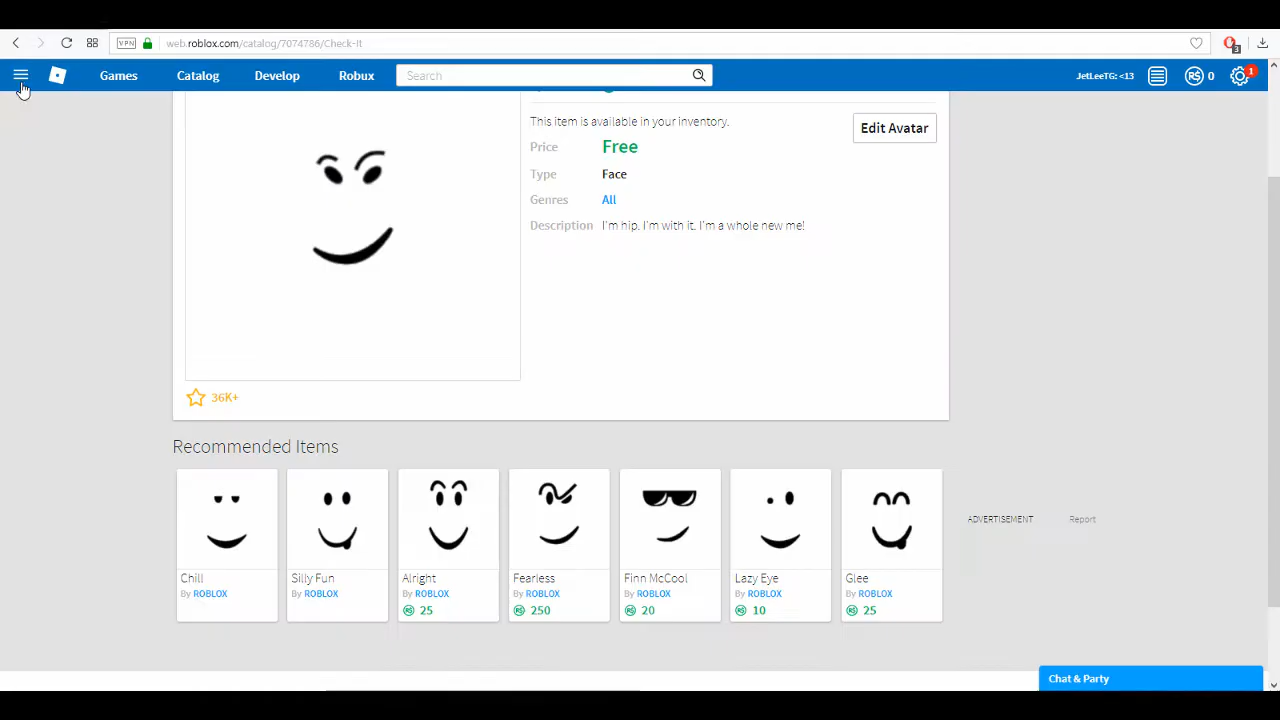 VPN web.roblox.com/catalog/7074786/Check-It 3
Games Catalog Develop Robux Search JetLeeTG: <13 R$ 0 1
This item is available in your inventory.
Edit Avatar
Price Free
Type Face
Genres All
Description I'm hip. I'm with it. I'm a whole new me!
36K+
Recommended Items
Chill Silly Fun Alright Fearless Finn McCool Lazy Eye Glee
By ROBLOX By ROBLOX By ROBLOX By ROBLOX By ROBLOX By ROBLOX By ROBLOX
R$ 25 R$ 250 R$ 20 R$ 10 R$ 25
ADVERTISEMENT Report
Chat & Party